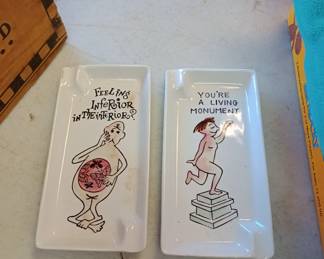 FEELING
INFERIOR
IN THE INTERIOR?
YOU'RE
A LIVING
MONUMENT